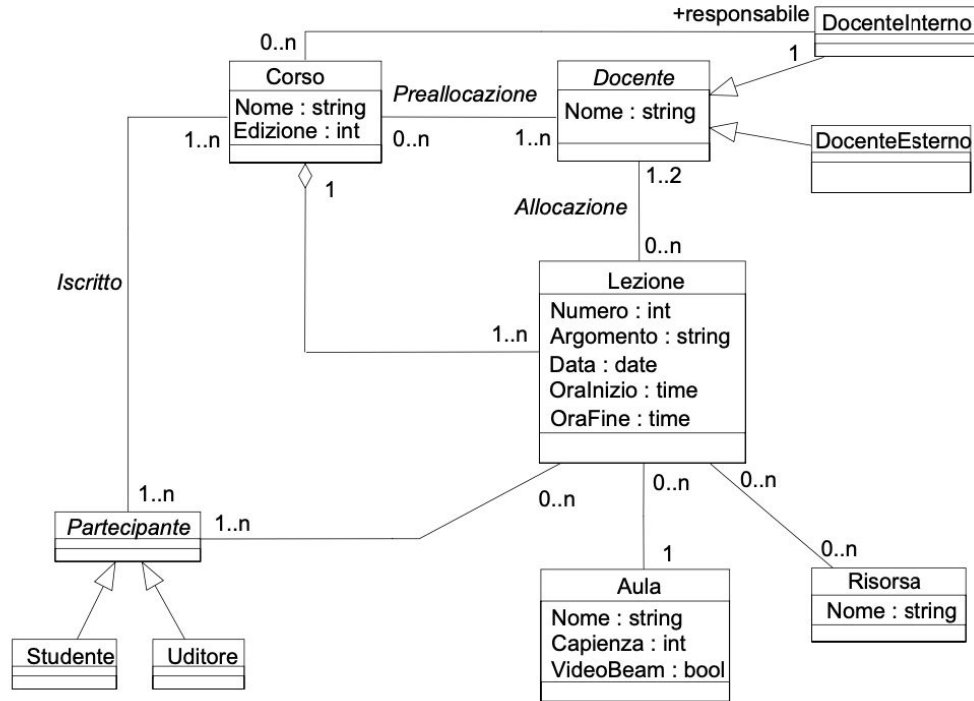 +responsabile
DocenteInterno
0..n
1
Corso
Nome : string
Edizione : int
Preallocazione
Docente
Nome : string
1..n
0..n
1..n
DocenteEsterno
1
1..2
Allocazione
0..n
Iscritto
Lezione
Numero : int
Argomento : string
Data : date
OraInizio : time
OraFine : time
1..n
1..n
Partecipante
1..n
0..n
0..n
0..n
0..n
1
Aula
Nome : string
Capienza : int
VideoBeam : bool
Risorsa
Nome : string
Studente
Uditore